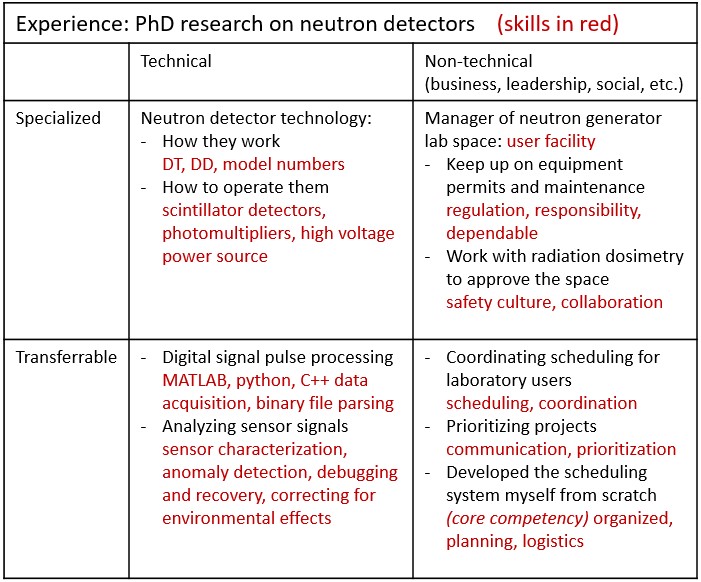 Experience: PhD research on neutron detectors (skills in red)
Technical
Non-technical
(business, leadership, social, etc.)
Specialized
Neutron detector technology:
- How they work
DT, DD, model numbers
- How to operate them
scintillator detectors,
photomultipliers, high voltage
power source
Manager of neutron generator
lab space: user facility
- Keep up on equipment
permits and maintenance
regulation, responsibility,
dependable
- Work with radiation dosimetry
to approve the space
safety culture, collaboration
Transferrable
- Digital signal pulse processing
MATLAB, python, C++ data
acquisition, binary file parsing
- Analyzing sensor signals
sensor characterization,
anomaly detection, debugging
and recovery, correcting for
environmental effects
- Coordinating scheduling for
laboratory users
scheduling, coordination
- Prioritizing projects
communication, prioritization
- Developed the scheduling
system myself from scratch
(core competency) organized,
planning, logistics